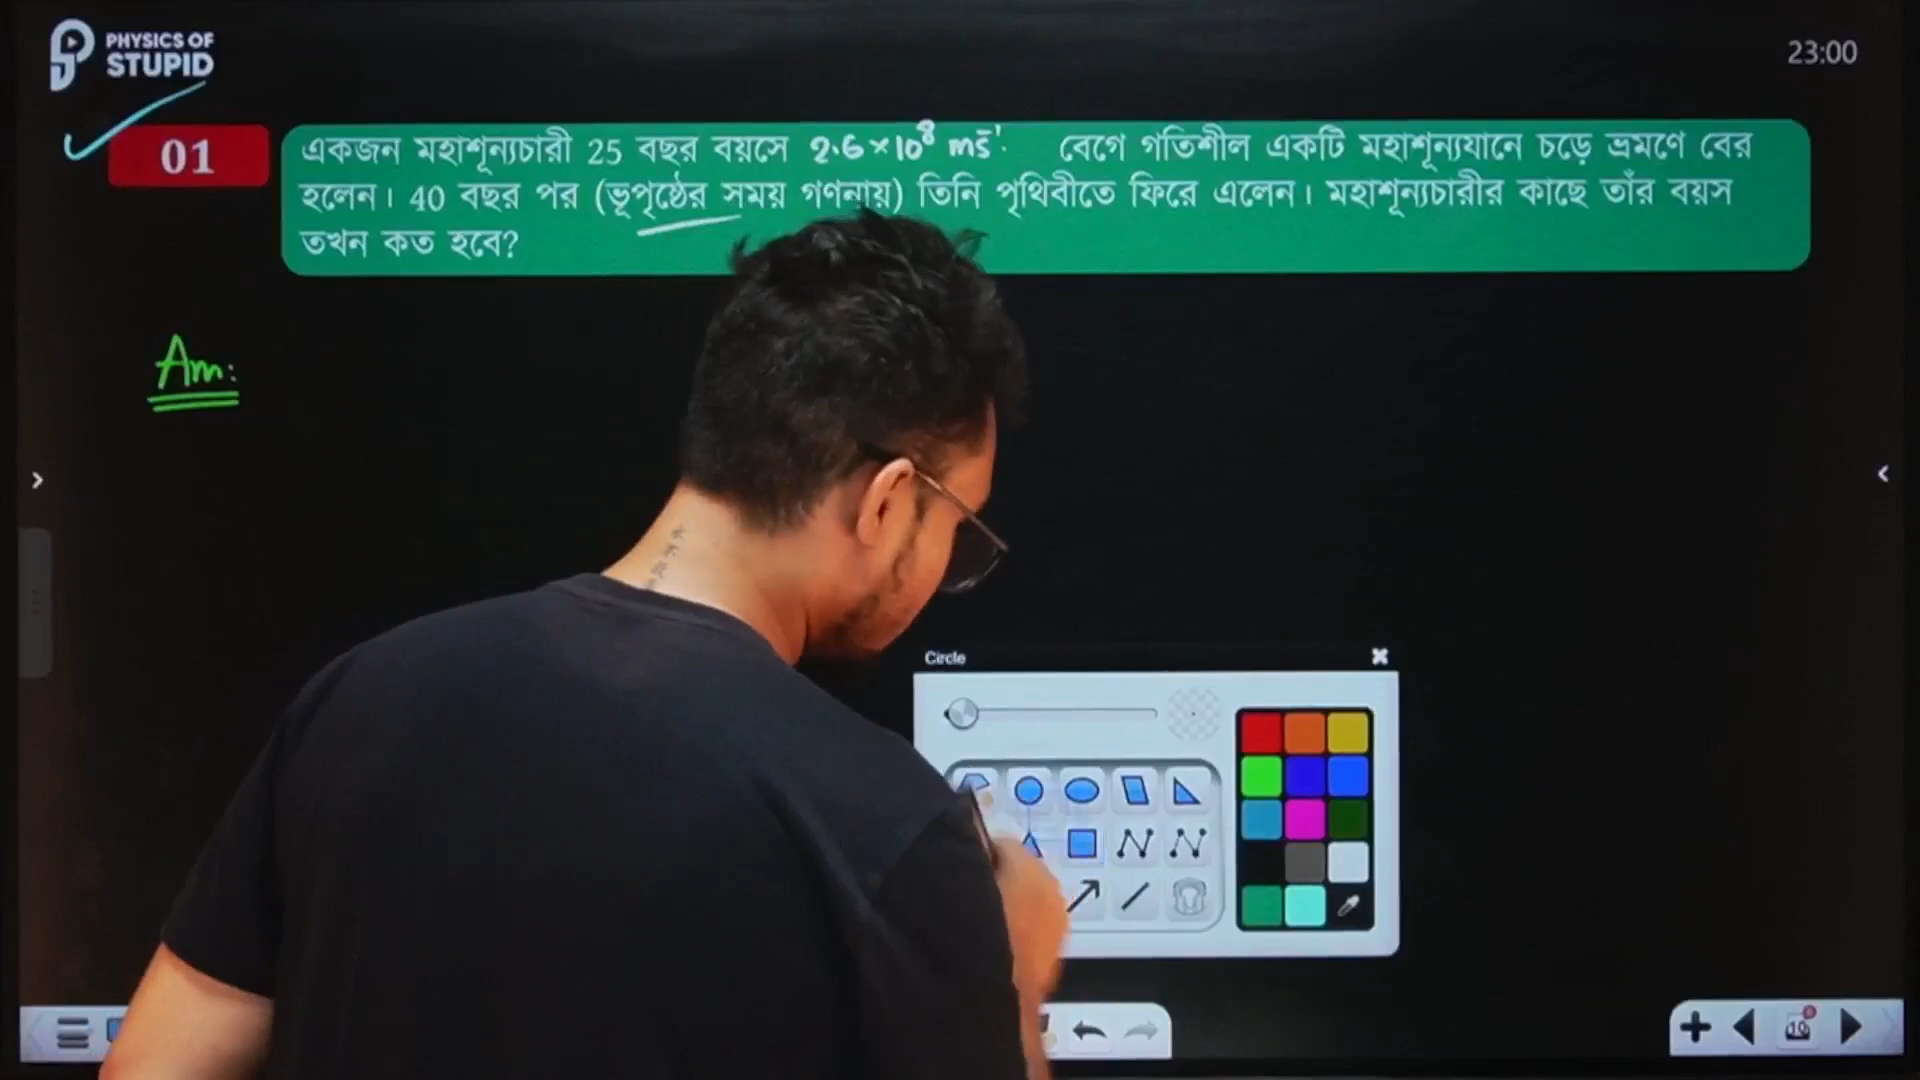 PHYSICS OF
STUPID
23:00
01
একজন মহাশূন্যচারী 25 বছর বয়সে 2.6×10⁸ ms⁻¹ বেগে গতিশীল একটি মহাশূন্যযানে চড়ে ভ্রমণে বের
হলেন। 40 বছর পর (ভূপৃষ্ঠের সময় গণনায়) তিনি পৃথিবীতে ফিরে এলেন। মহাশূন্যচারীর কাছে তাঁর বয়স
তখন কত হবে?
Circle
10